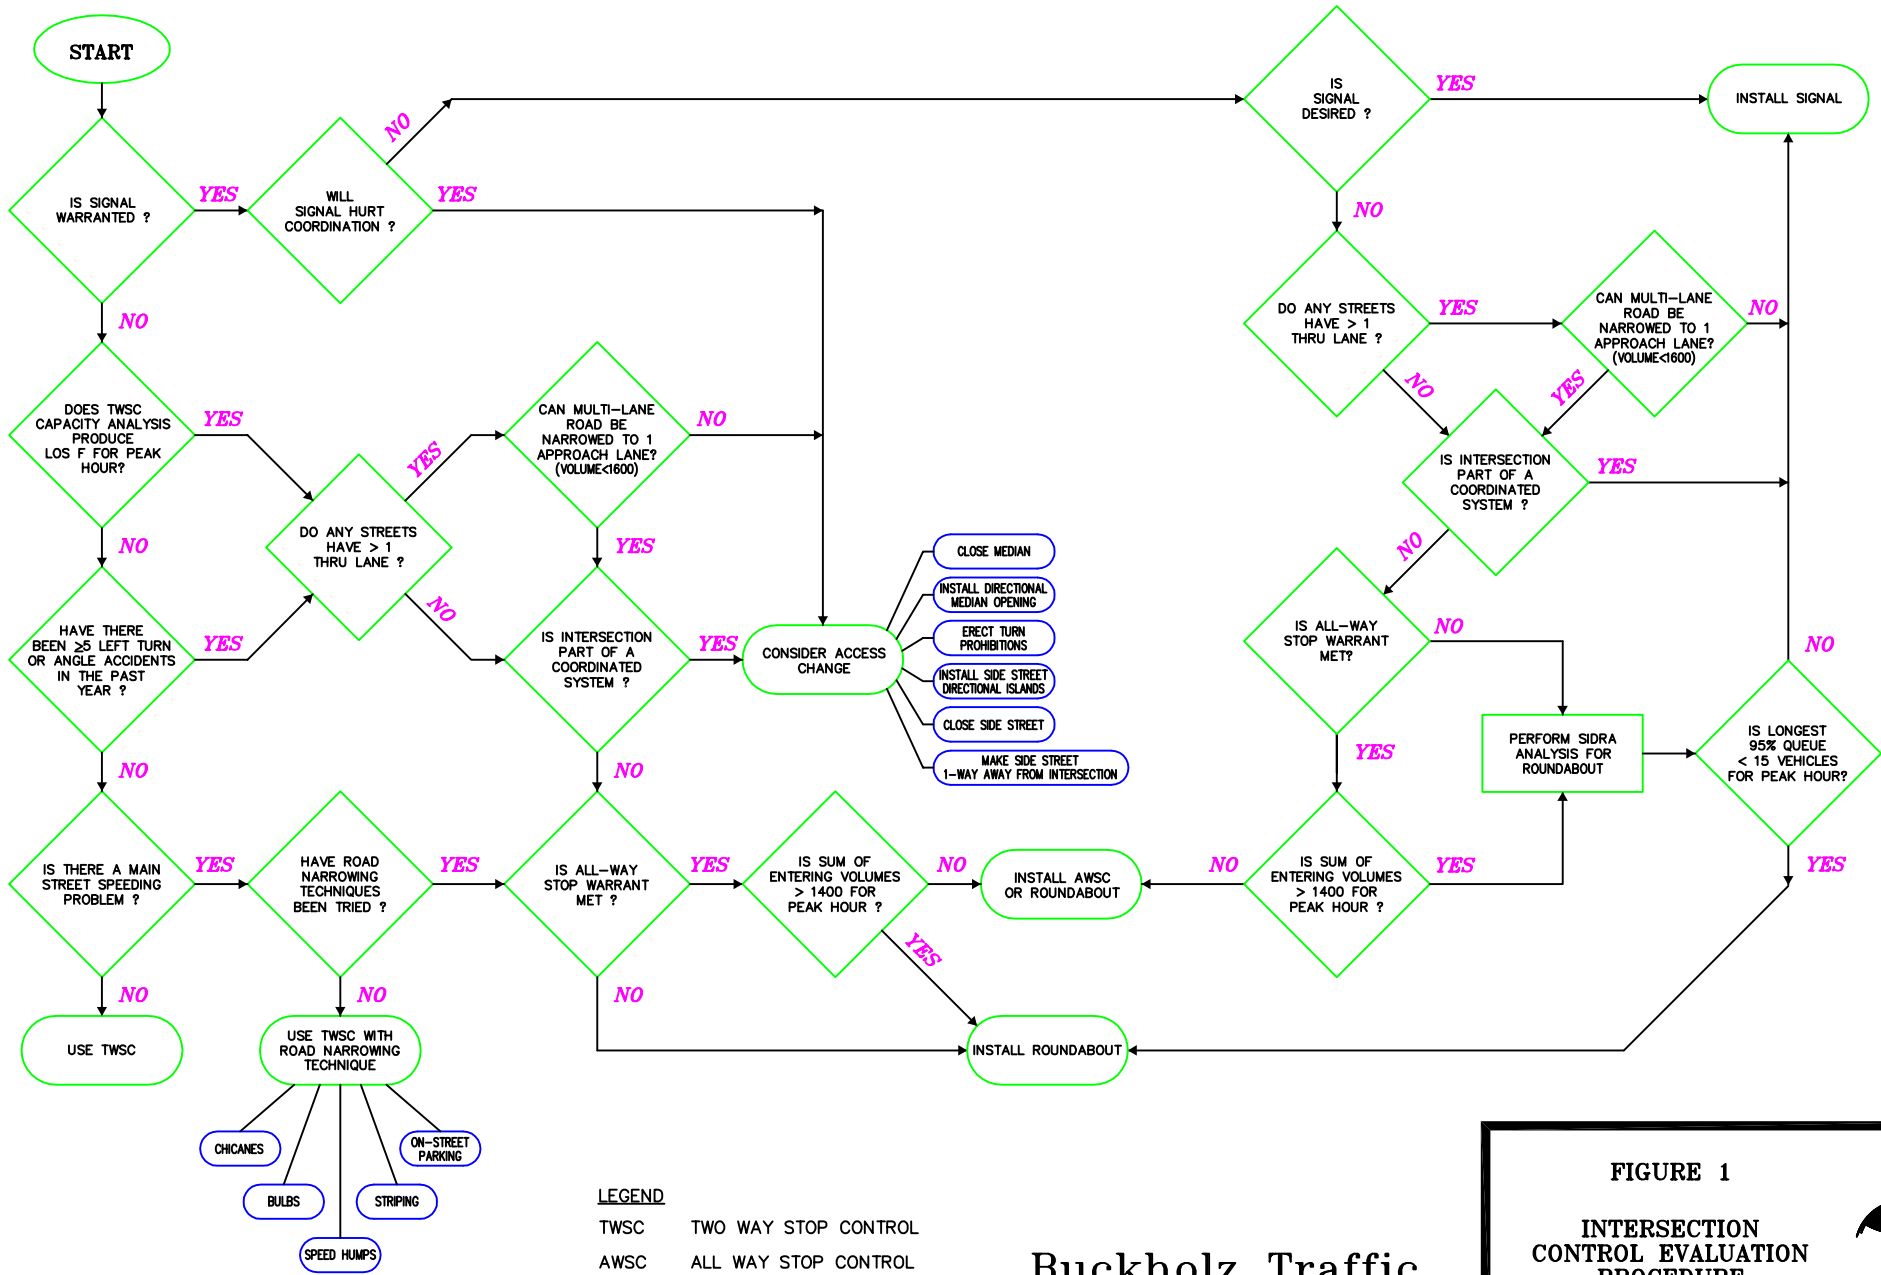 START
IS SIGNAL
WARRANTED ?
YES
NO
WILL
SIGNAL HURT
COORDINATION ?
NO
YES
IS
SIGNAL
DESIRED ?
YES
NO
INSTALL SIGNAL
DO ANY STREETS
HAVE > 1
THRU LANE ?
YES
NO
CAN MULTI-LANE
ROAD BE
NARROWED TO 1
APPROACH LANE?
(VOLUME<1600)
NO
YES
DOES TWSC
CAPACITY ANALYSIS
PRODUCE
LOS F FOR PEAK
HOUR?
YES
NO
DO ANY STREETS
HAVE > 1
THRU LANE ?
YES
NO
CAN MULTI-LANE
ROAD BE
NARROWED TO 1
APPROACH LANE?
(VOLUME<1600)
NO
YES
IS INTERSECTION
PART OF A
COORDINATED
SYSTEM ?
YES
NO
HAVE THERE
BEEN ≥5 LEFT TURN
OR ANGLE ACCIDENTS
IN THE PAST
YEAR ?
YES
NO
IS INTERSECTION
PART OF A
COORDINATED
SYSTEM ?
YES
NO
CONSIDER ACCESS
CHANGE
CLOSE MEDIAN
INSTALL DIRECTIONAL
MEDIAN OPENING
ERECT TURN
PROHIBITIONS
INSTALL SIDE STREET
DIRECTIONAL ISLANDS
CLOSE SIDE STREET
MAKE SIDE STREET
1-WAY AWAY FROM INTERSECTION
IS ALL-WAY
STOP WARRANT
MET?
NO
YES
PERFORM SIDRA
ANALYSIS FOR
ROUNDABOUT
IS LONGEST
95% QUEUE
< 15 VEHICLES
FOR PEAK HOUR?
NO
YES
IS THERE A MAIN
STREET SPEEDING
PROBLEM ?
YES
NO
HAVE ROAD
NARROWING
TECHNIQUES
BEEN TRIED ?
YES
NO
IS ALL-WAY
STOP WARRANT
MET ?
YES
NO
IS SUM OF
ENTERING VOLUMES
> 1400 FOR
PEAK HOUR ?
NO
YES
INSTALL AWSC
OR ROUNDABOUT
NO
IS SUM OF
ENTERING VOLUMES
> 1400 FOR
PEAK HOUR ?
YES
USE TWSC
USE TWSC WITH
ROAD NARROWING
TECHNIQUE
INSTALL ROUNDABOUT
CHICANES
BULBS
SPEED HUMPS
STRIPING
ON-STREET
PARKING
LEGEND
TWSC TWO WAY STOP CONTROL
AWSC ALL WAY STOP CONTROL
Buckholz Traffic
FIGURE 1
INTERSECTION
CONTROL EVALUATION
PROCEDURE